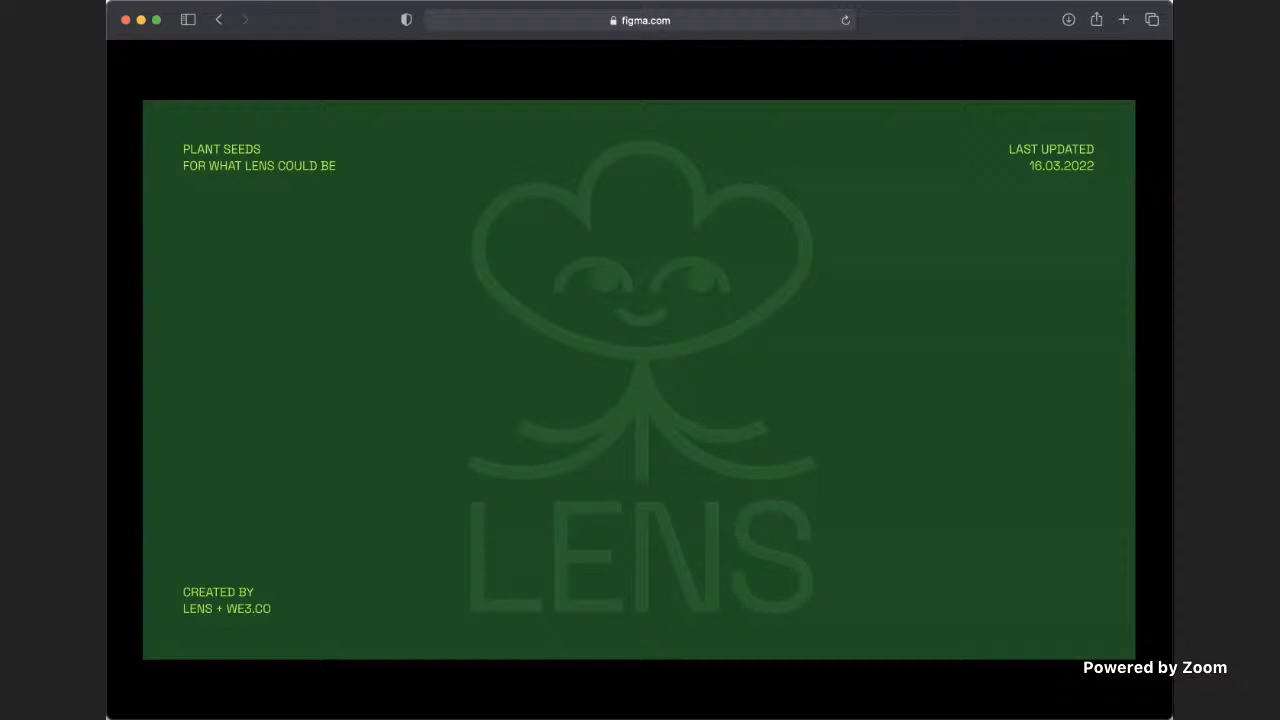 figma.com
PLANT SEEDS
FOR WHAT LENS COULD BE
LAST UPDATED
16.03.2022
LENS
CREATED BY
LENS + WE3.CO
Powered by Zoom